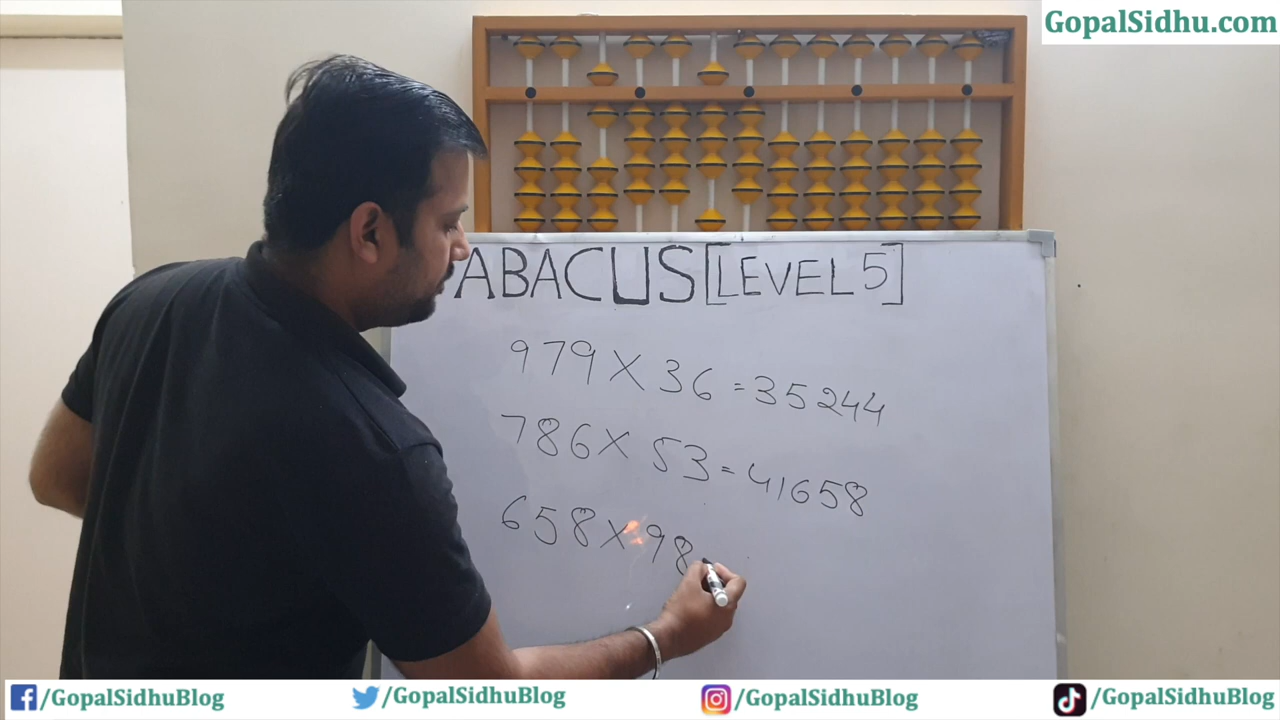 GopalSidhu.com
ABACUS [LEVEL 5]
979 X 36 = 35244
786 X 53 = 41658
658 X 98
/GopalSidhuBlog /GopalSidhuBlog /GopalSidhuBlog /GopalSidhuBlog